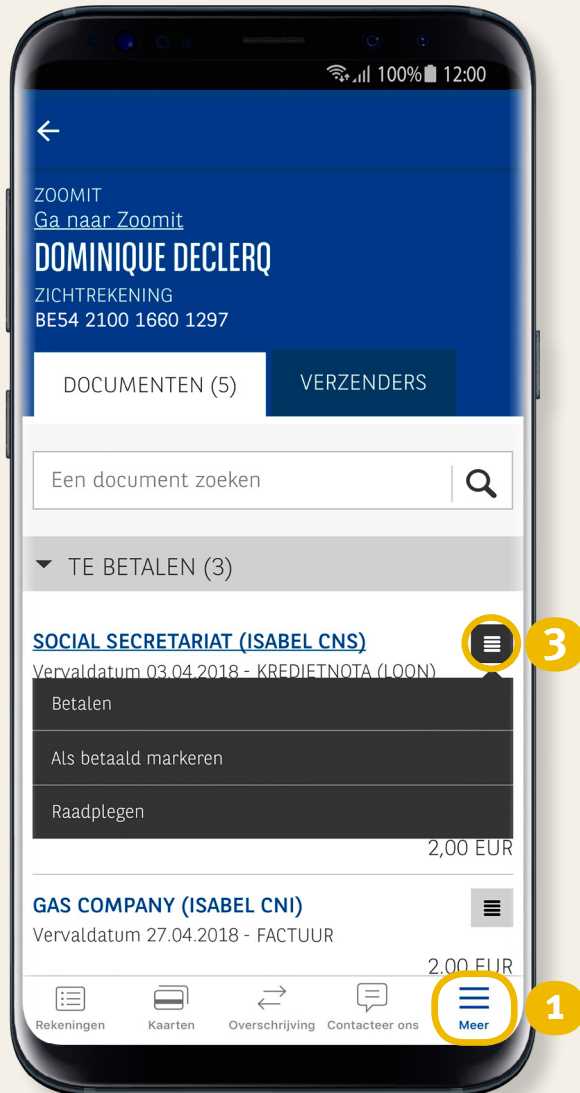 100% 12:00
ZOOMIT
Ga naar Zoomit
DOMINIQUE DECLERQ
ZICHTREKENING
BE54 2100 1660 1297
DOCUMENTEN (5) VERZENDERS
Een document zoeken
TE BETALEN (3)
SOCIAL SECRETARIAT (ISABEL CNS)
3
Vervaldatum 03.04.2018 - KREDIETNOTA (LOON)
Betalen
Als betaald markeren
Raadplegen
2,00 EUR
GAS COMPANY (ISABEL CNI)
Vervaldatum 27.04.2018 - FACTUUR
2,00 EUR
Rekeningen Kaarten Overschrijving Contacteer ons Meer
1